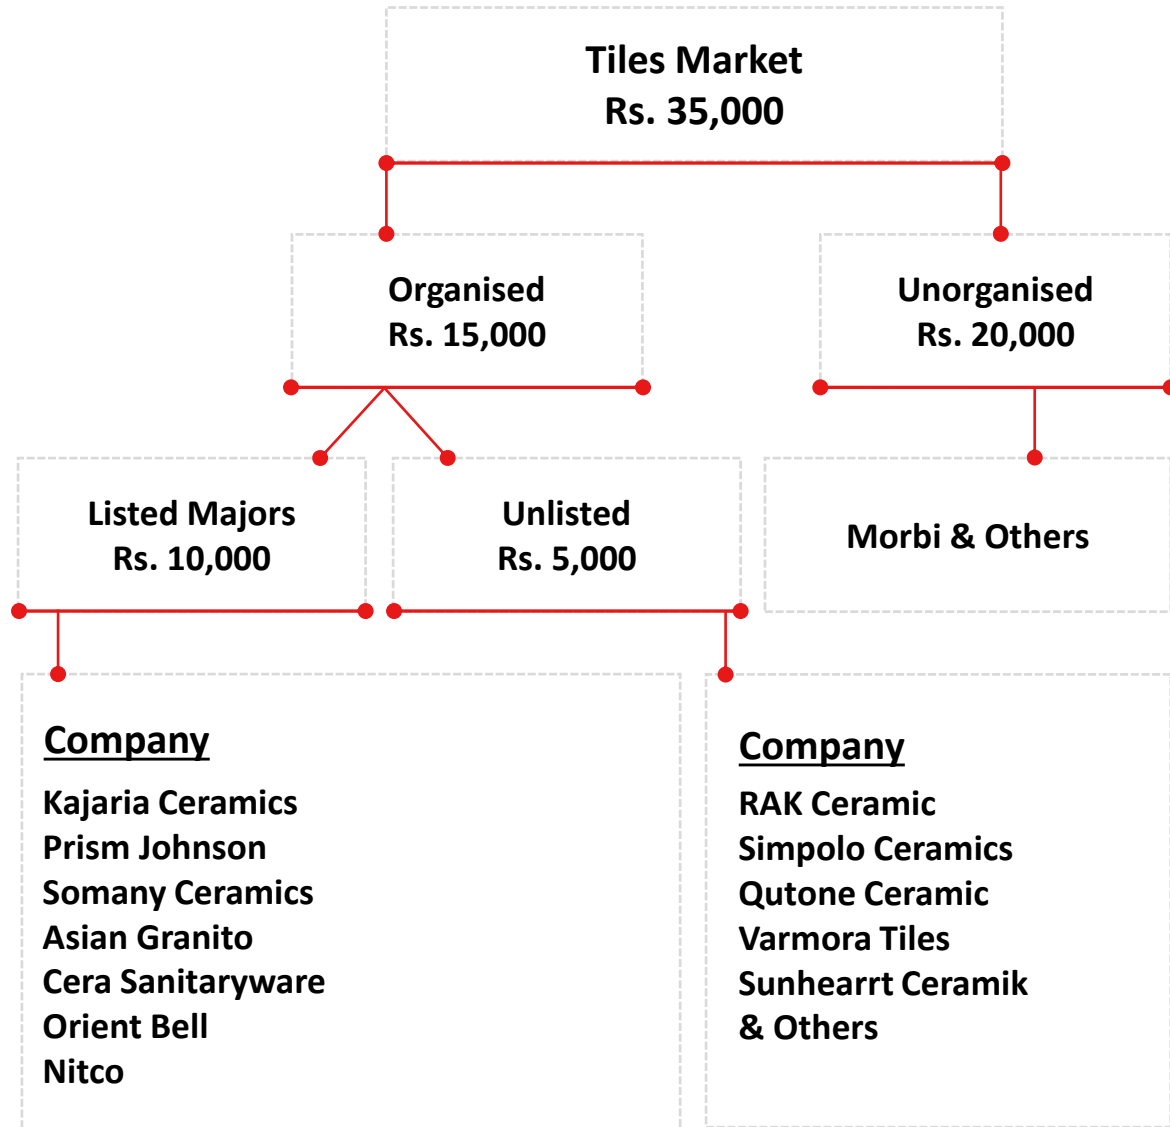 Tiles Market
Rs. 35,000
Organised
Rs. 15,000
Unorganised
Rs. 20,000
Listed Majors
Rs. 10,000
Unlisted
Rs. 5,000
Morbi & Others
Company
Kajaria Ceramics
Prism Johnson
Somany Ceramics
Asian Granito
Cera Sanitaryware
Orient Bell
Nitco
Company
RAK Ceramic
Simpolo Ceramics
Qutone Ceramic
Varmora Tiles
Sunhearrt Ceramik
& Others